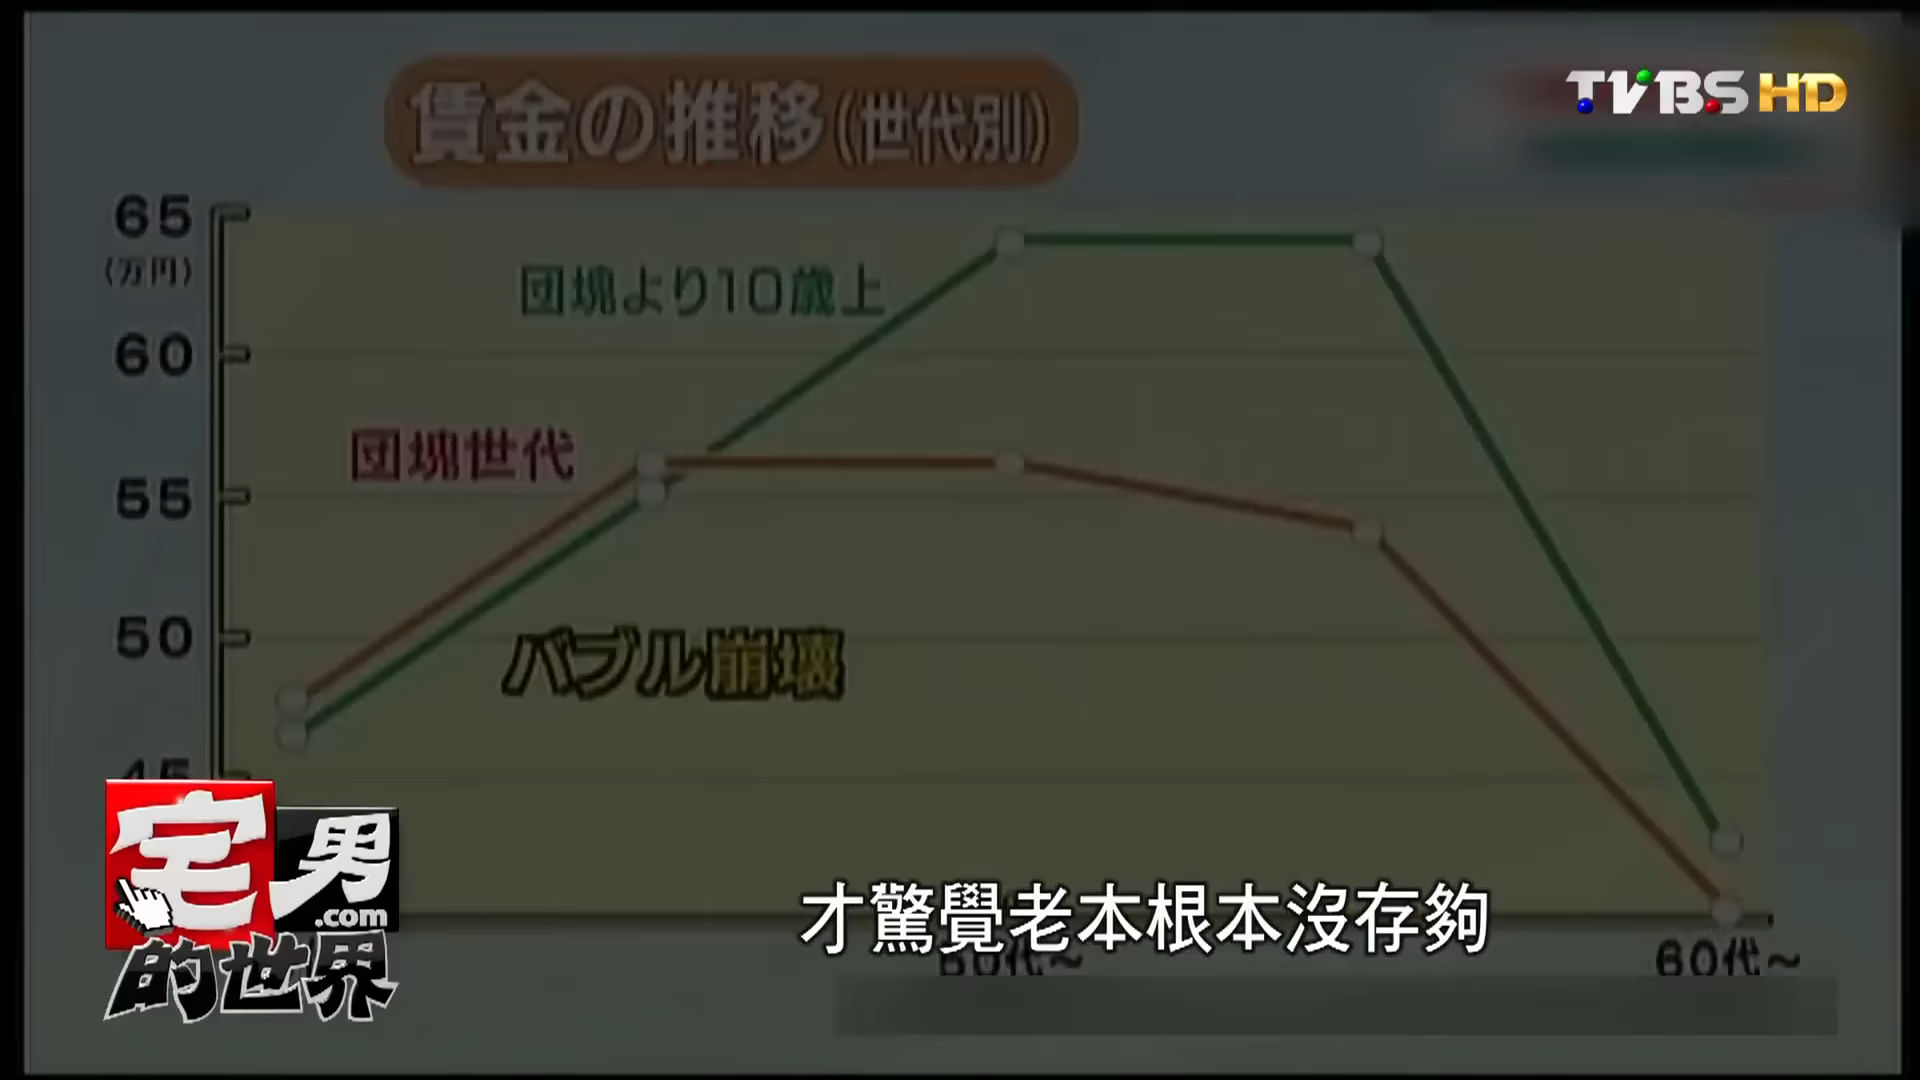 TVBS HD
賃金の推移(世代別)
65
(万円)
団塊より10歳上
60
団塊世代
55
50
バブル崩壊
45
宅男
.com
的世界
才驚覺老本根本沒存夠
60代～